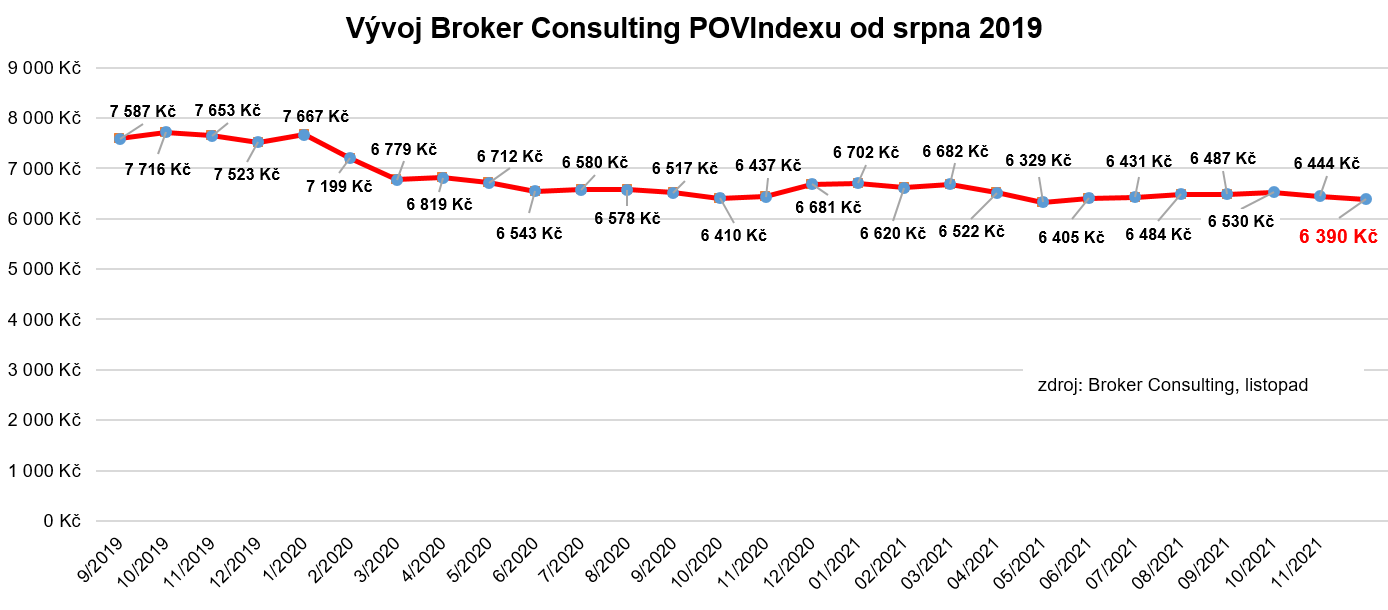 Vývoj Broker Consulting POVIndexu od srpna 2019
9 000 Kč
8 000 Kč
7 000 Kč
6 000 Kč
5 000 Kč
4 000 Kč
3 000 Kč
2 000 Kč
1 000 Kč
0 Kč
7 587 Kč
7 716 Kč
7 653 Kč
7 523 Kč
7 667 Kč
7 199 Kč
6 779 Kč
6 819 Kč
6 712 Kč
6 543 Kč
6 580 Kč
6 578 Kč
6 517 Kč
6 410 Kč
6 437 Kč
6 681 Kč
6 702 Kč
6 620 Kč
6 682 Kč
6 522 Kč
6 329 Kč
6 405 Kč
6 431 Kč
6 484 Kč
6 487 Kč
6 530 Kč
6 444 Kč
6 390 Kč
zdroj: Broker Consulting, listopad
9/2019
10/2019
11/2019
12/2019
1/2020
2/2020
3/2020
4/2020
5/2020
6/2020
7/2020
8/2020
9/2020
10/2020
11/2020
12/2020
01/2021
02/2021
03/2021
04/2021
05/2021
06/2021
07/2021
08/2021
09/2021
10/2021
11/2021